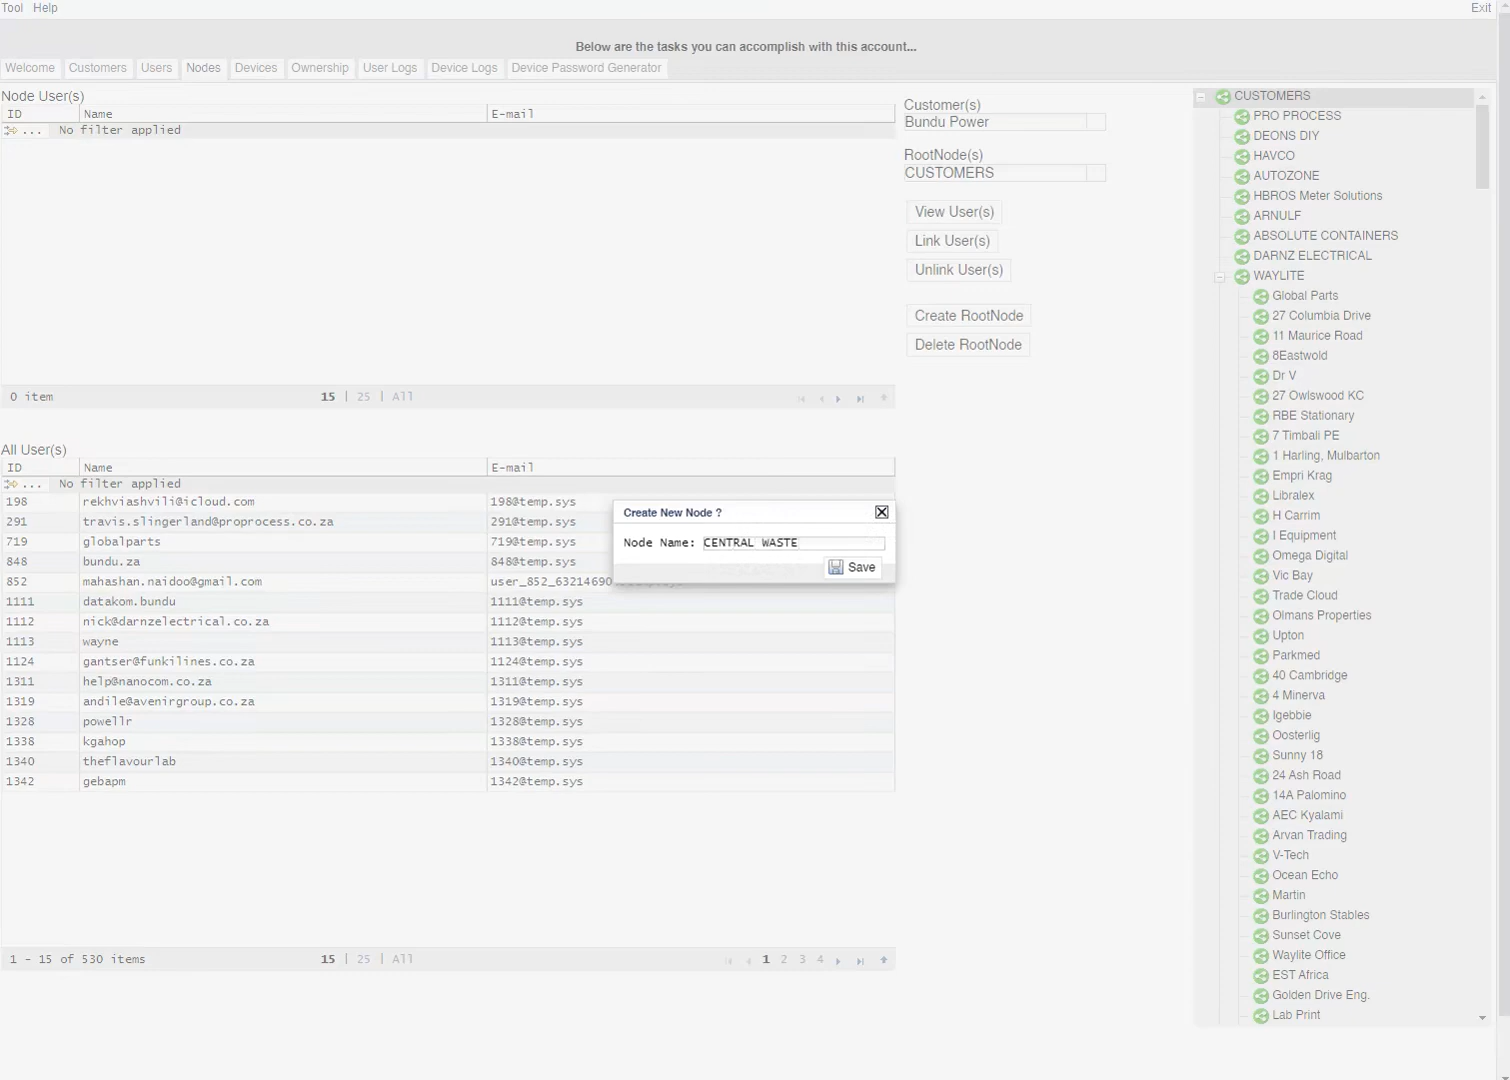 Tool Help Exit
Below are the tasks you can accomplish with this account...
Welcome Customers Users Nodes Devices Ownership User Logs Device Logs Device Password Generator
Node User(s)
ID Name E-mail
... No filter applied
0 item 15 | 25 | All
All User(s)
ID Name E-mail
... No filter applied
198 rekhviashvili@icloud.com 198@temp.sys
291 travis.slingerland@proprocess.co.za 291@temp.sys
719 globalparts 719@temp.sys
848 bundu.za 848@temp.sys
852 mahashan.naidoo@gmail.com user_852_63214690
1111 datakom.bundu 1111@temp.sys
1112 nick@darnzelectrical.co.za 1112@temp.sys
1113 wayne 1113@temp.sys
1124 gantser@funkilines.co.za 1124@temp.sys
1311 help@nanocom.co.za 1311@temp.sys
1319 andile@avenirgroup.co.za 1319@temp.sys
1328 powellr 1328@temp.sys
1338 kgahop 1338@temp.sys
1340 theflavourlab 1340@temp.sys
1342 gebapm 1342@temp.sys
1 - 15 of 530 items 15 | 25 | All 1 2 3 4
Create New Node ?
Node Name: CENTRAL WASTE
Save
Customer(s)
Bundu Power
RootNode(s)
CUSTOMERS
View User(s)
Link User(s)
Unlink User(s)
Create RootNode
Delete RootNode
CUSTOMERS
PRO PROCESS
DEONS DIY
HAVCO
AUTOZONE
HBROS Meter Solutions
ARNULF
ABSOLUTE CONTAINERS
DARNZ ELECTRICAL
WAYLITE
Global Parts
27 Columbia Drive
11 Maurice Road
8Eastwold
Dr V
27 Owlswood KC
RBE Stationary
7 Timbali PE
1 Harling, Mulbarton
Empri Krag
Libralex
H Carrim
I Equipment
Omega Digital
Vic Bay
Trade Cloud
Olmans Properties
Upton
Parkmed
40 Cambridge
4 Minerva
Igebbie
Oosterlig
Sunny 18
24 Ash Road
14A Palomino
AEC Kyalami
Arvan Trading
V-Tech
Ocean Echo
Martin
Burlington Stables
Sunset Cove
Waylite Office
EST Africa
Golden Drive Eng.
Lab Print